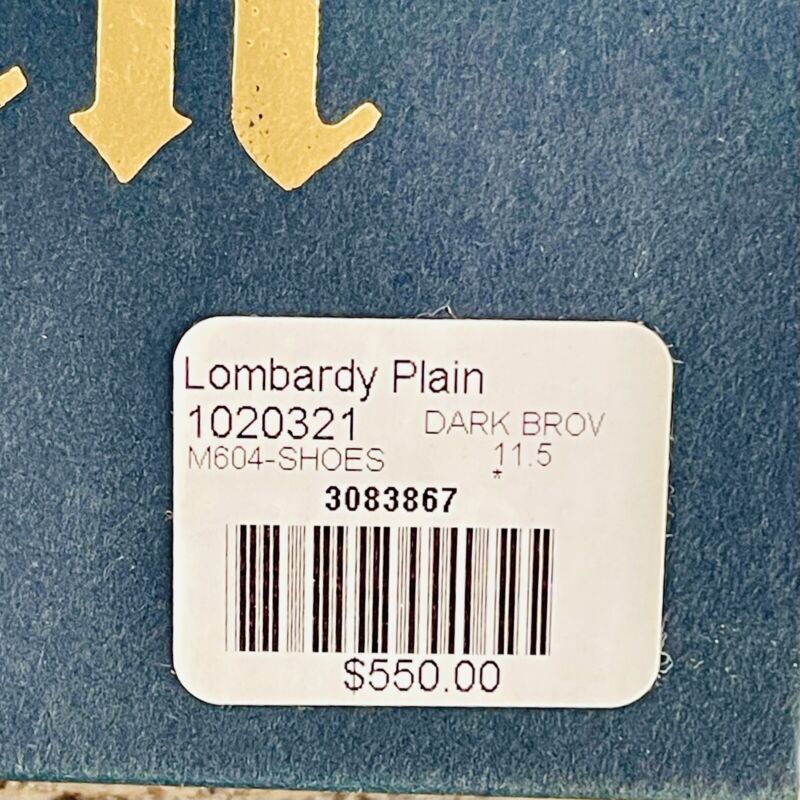 Lombardy Plain
1020321 DARK BROV
M604-SHOES 11.5
*
3083867
$550.00